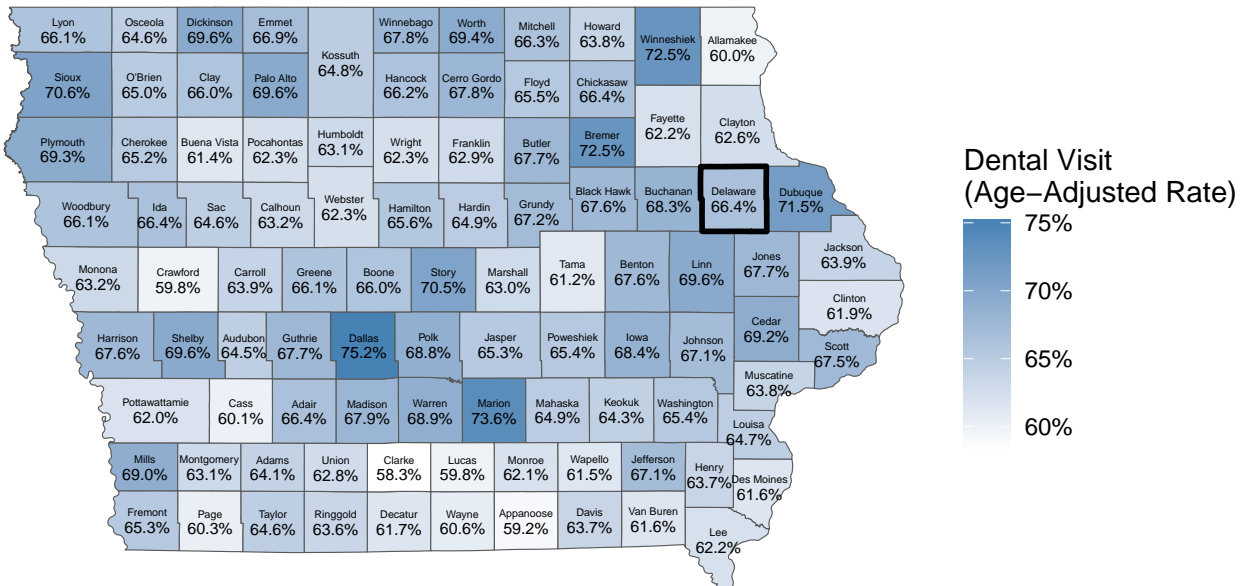 Lyon
66.1%
Osceola
64.6%
Dickinson
69.6%
Emmet
66.9%
Kossuth
64.8%
Winnebago
67.8%
Worth
69.4%
Mitchell
66.3%
Howard
63.8%
Winneshiek
72.5%
Allamakee
60.0%
Sioux
70.6%
O'Brien
65.0%
Clay
66.0%
Palo Alto
69.6%
Hancock
66.2%
Cerro Gordo
67.8%
Floyd
65.5%
Chickasaw
66.4%
Fayette
62.2%
Clayton
62.6%
Plymouth
69.3%
Cherokee
65.2%
Buena Vista
61.4%
Pocahontas
62.3%
Humboldt
63.1%
Wright
62.3%
Franklin
62.9%
Butler
67.7%
Bremer
72.5%
Woodbury
66.1%
Ida
66.4%
Sac
64.6%
Calhoun
63.2%
Webster
62.3%
Hamilton
65.6%
Hardin
64.9%
Grundy
67.2%
Black Hawk
67.6%
Buchanan
68.3%
Delaware
66.4%
Dubuque
71.5%
Monona
63.2%
Crawford
59.8%
Carroll
63.9%
Greene
66.1%
Boone
66.0%
Story
70.5%
Marshall
63.0%
Tama
61.2%
Benton
67.6%
Linn
69.6%
Jones
67.7%
Jackson
63.9%
Clinton
61.9%
Harrison
67.6%
Shelby
69.6%
Audubon
64.5%
Guthrie
67.7%
Dallas
75.2%
Polk
68.8%
Jasper
65.3%
Poweshiek
65.4%
Iowa
68.4%
Johnson
67.1%
Cedar
69.2%
Scott
67.5%
Muscatine
63.8%
Pottawattamie
62.0%
Cass
60.1%
Adair
66.4%
Madison
67.9%
Warren
68.9%
Marion
73.6%
Mahaska
64.9%
Keokuk
64.3%
Washington
65.4%
Louisa
64.7%
Mills
69.0%
Montgomery
63.1%
Adams
64.1%
Union
62.8%
Clarke
58.3%
Lucas
59.8%
Monroe
62.1%
Wapello
61.5%
Jefferson
67.1%
Henry
63.7%
Des Moines
61.6%
Fremont
65.3%
Page
60.3%
Taylor
64.6%
Ringgold
63.6%
Decatur
61.7%
Wayne
60.6%
Appanoose
59.2%
Davis
63.7%
Van Buren
61.6%
Lee
62.2%
Dental Visit
(Age−Adjusted Rate)
75%
70%
65%
60%